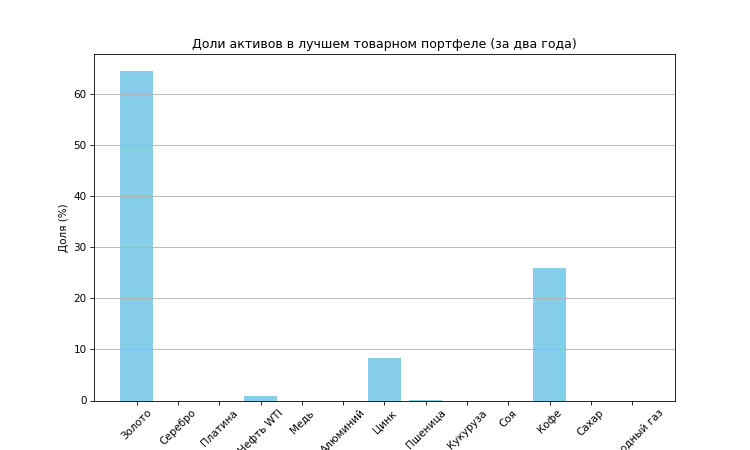 Доли активов в лучшем товарном портфеле (за два года)
Доля (%)
60
50
40
30
20
10
0
Золото
Серебро
Платина
Нефть WTI
Медь
Алюминий
Цинк
Пшеница
Кукуруза
Соя
Кофе
Сахар
газ